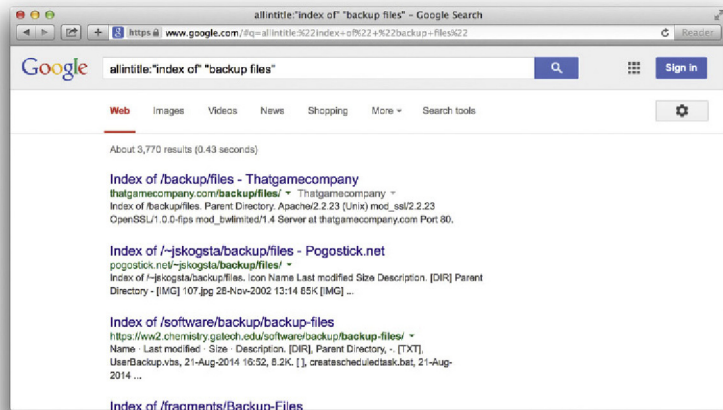 allintitle:"index of" "backup files" - Google Search
https www.google.com/#q=allintitle:%22index+of%22+%22backup+files%22 Reader
Google allintitle:"index of" "backup files" Sign in
Web Images Videos News Shopping More Search tools
About 3,770 results (0.43 seconds)
Index of /backup/files - Thatgamecompany
thatgamecompany.com/backup/files/ Thatgamecompany
Index of /backup/files. Parent Directory. Apache/2.2.23 (Unix) mod_ssl/2.2.23
OpenSSL/1.0.0-fips mod_bwlimited/1.4 Server at thatgamecompany.com Port 80.
Index of /~jskogsta/backup/files - Pogostick.net
pogostick.net/~jskogsta/backup/files/
Index of /~jskogsta/backup/files. Icon Name Last modified Size Description. [DIR] Parent
Directory - [IMG] 107.jpg 28-Nov-2002 13:14 85K [IMG] ...
Index of /software/backup/backup-files
https://ww2.chemistry.gatech.edu/software/backup/backup-files/
Name · Last modified · Size · Description. [DIR], Parent Directory, -. [TXT],
UserBackup.vbs, 21-Aug-2014 16:52, 8.2K. [ ], createscheduledtask.bat, 21-Aug-
2014 ...
Index of /fragments/Backup-Files